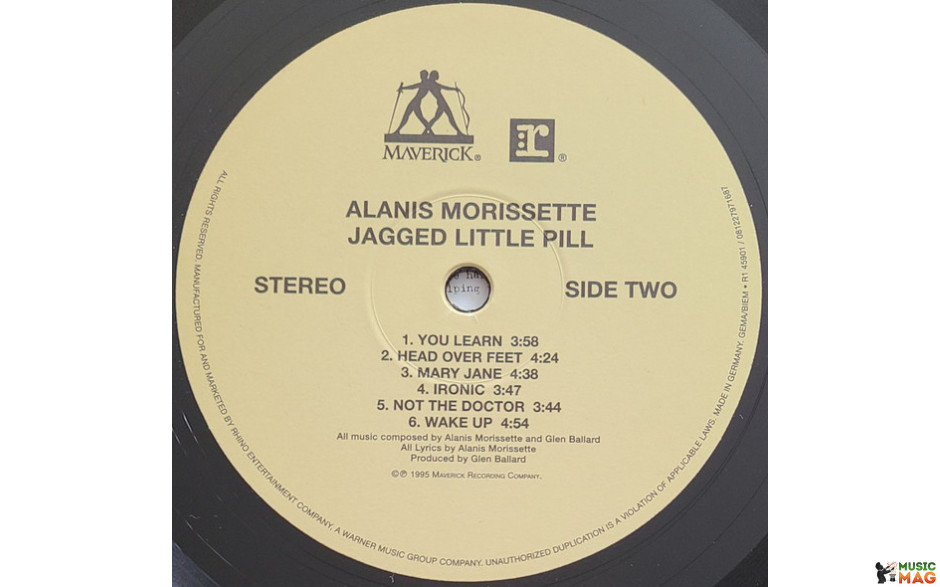 MAVERICK®
r®
ALANIS MORISSETTE
JAGGED LITTLE PILL
STEREO
SIDE TWO
1. YOU LEARN 3:58
2. HEAD OVER FEET 4:24
3. MARY JANE 4:38
4. IRONIC 3:47
5. NOT THE DOCTOR 3:44
6. WAKE UP 4:54
All music composed by Alanis Morissette and Glen Ballard
All Lyrics by Alanis Morissette
Produced by Glen Ballard
©℗ 1995 MAVERICK RECORDING COMPANY.
ALL RIGHTS RESERVED. MANUFACTURED FOR AND MARKETED BY RHINO ENTERTAINMENT COMPANY, A WARNER MUSIC GROUP COMPANY. UNAUTHORIZED DUPLICATION IS A VIOLATION OF APPLICABLE LAWS. MADE IN GERMANY. GEMA/BIEM • R1 45901 / 081227971687
MUSIC
MAG